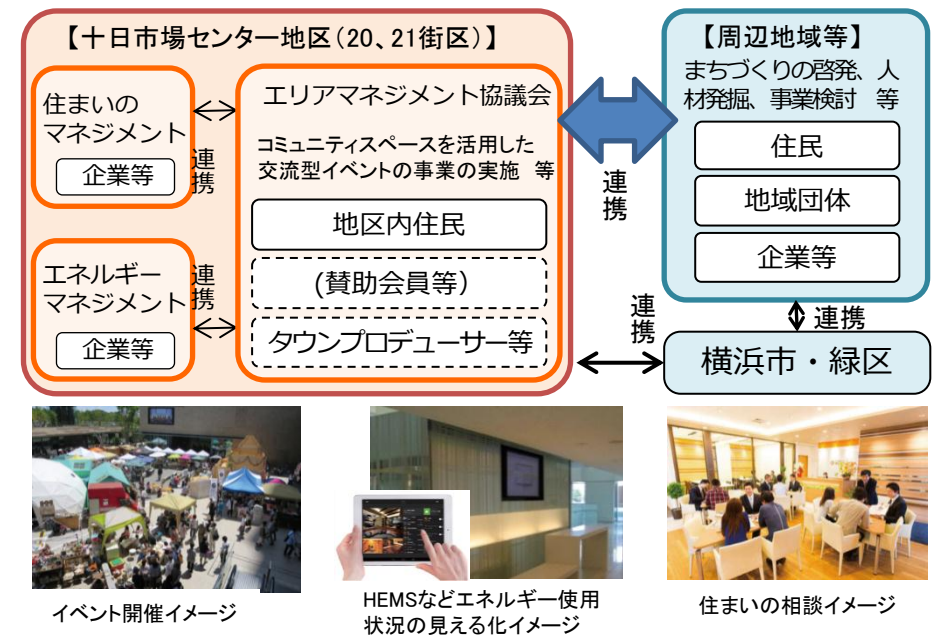 【十日市場センター地区(20、21街区)】
住まいの
マネジメント
企業等
連携
エネルギー
マネジメント
企業等
連携
エリアマネジメント協議会
コミュニティスペースを活用した
交流型イベントの事業の実施　等
地区内住民
(賛助会員等)
タウンプロデューサー等
連携
【周辺地域等】
まちづくりの啓発、人
材発掘、事業検討　等
住民
地域団体
企業等
連携
連携
横浜市・緑区
イベント開催イメージ
HEMSなどエネルギー使用
状況の見える化イメージ
住まいの相談イメージ